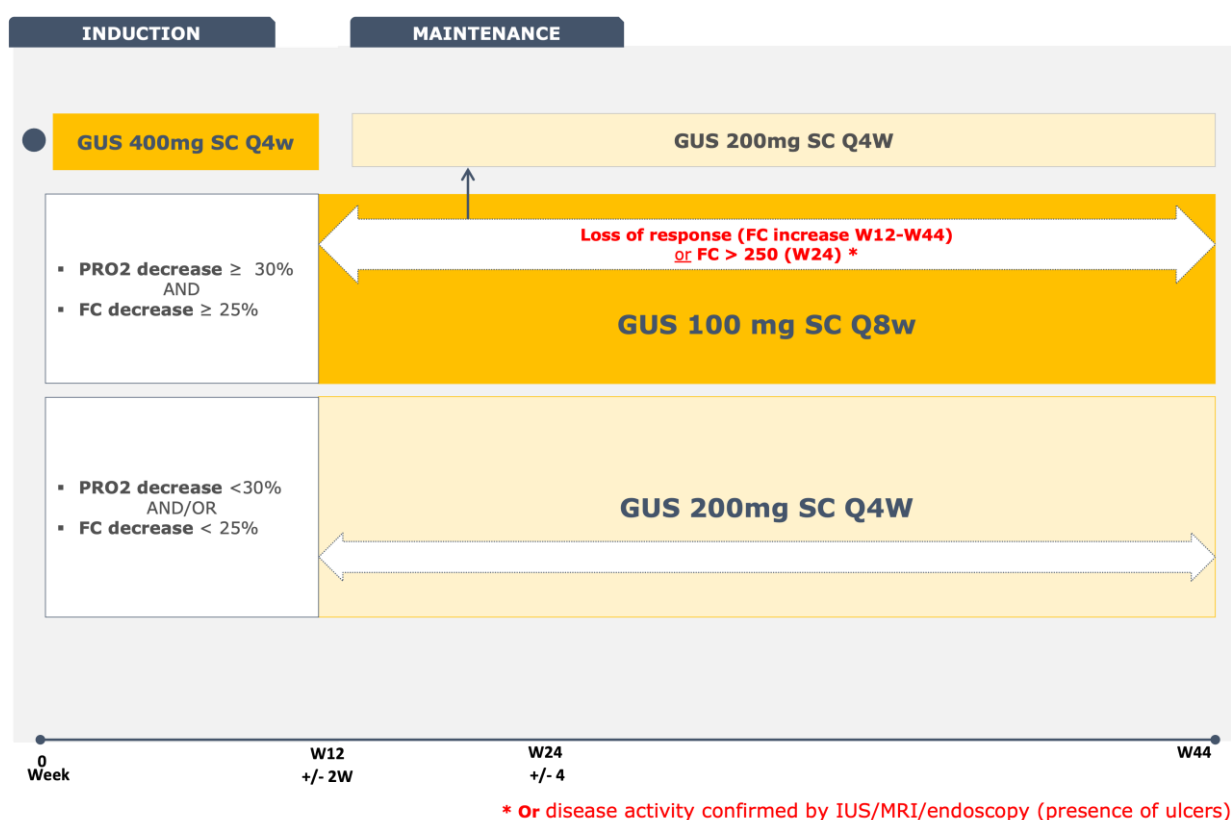 INDUCTION
MAINTENANCE
GUS 400mg SC Q4w
GUS 200mg SC Q4W
Loss of response (FC increase W12-W44)
or FC > 250 (W24) *
▪ PRO2 decrease ≥ 30%
AND
▪ FC decrease ≥ 25%
GUS 100 mg SC Q8w
▪ PRO2 decrease <30%
AND/OR
▪ FC decrease < 25%
GUS 200mg SC Q4W
0
Week
W12
+/- 2W
W24
+/- 4
W44
* Or disease activity confirmed by IUS/MRI/endoscopy (presence of ulcers)